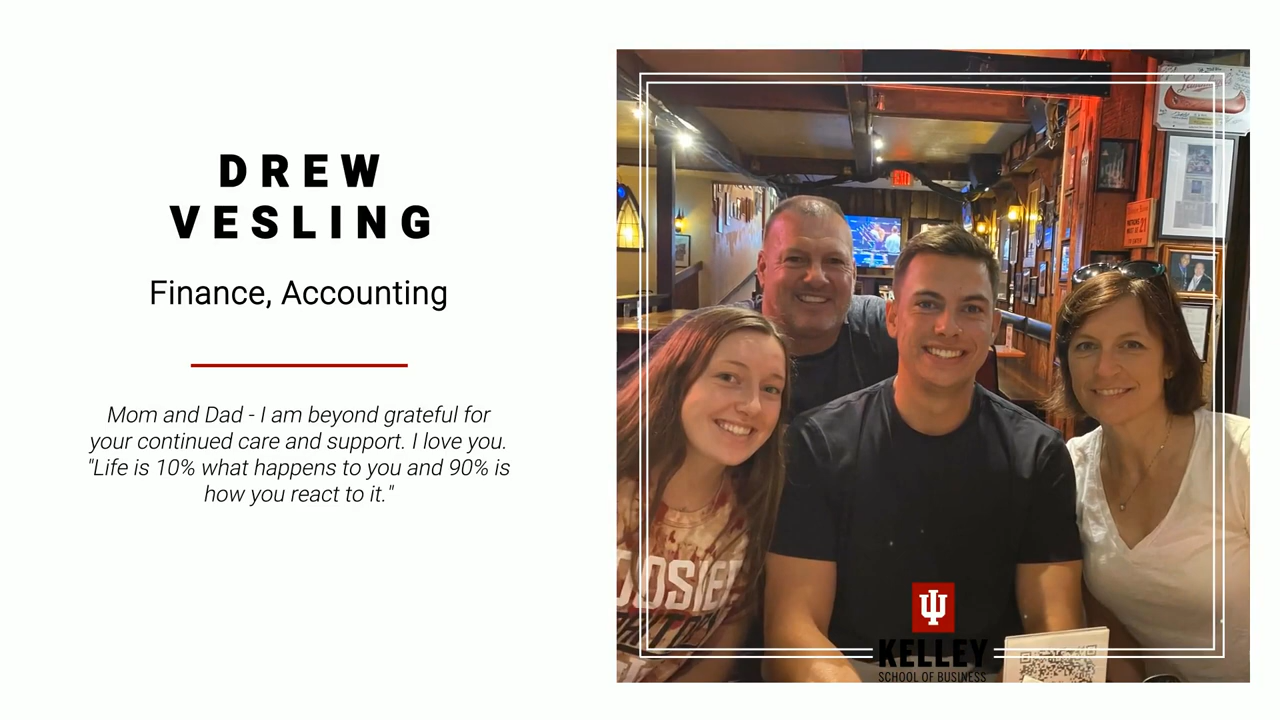 DREW
VESLING
Finance, Accounting
Mom and Dad - I am beyond grateful for
your continued care and support. I love you.
"Life is 10% what happens to you and 90% is
how you react to it."
EXIT
KELLEY
SCHOOL OF BUSINESS